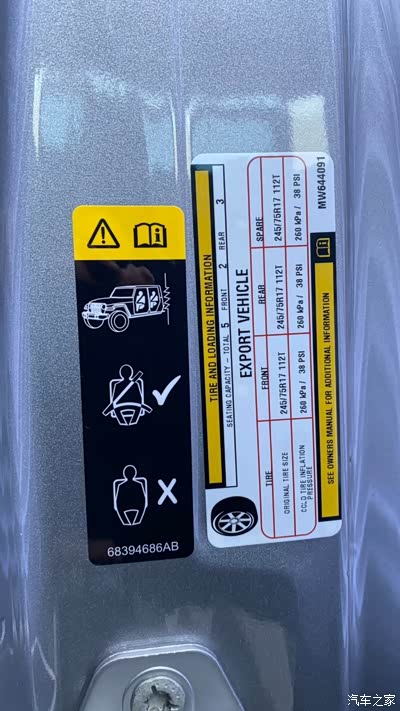 68394686AB
TIRE AND LOADING INFORMATION
SEATING CAPACITY – TOTAL 5 FRONT 2 REAR 3
EXPORT VEHICLE
TIRE FRONT REAR SPARE
ORIGINAL TIRE SIZE 245/75R17 112T 245/75R17 112T 245/75R17 112T
COLD TIRE INFLATION
PRESSURE 260 kPa / 38 PSI 260 kPa / 38 PSI 260 kPa / 38 PSI
SEE OWNERS MANUAL FOR ADDITIONAL INFORMATION
MW644091
汽车之家